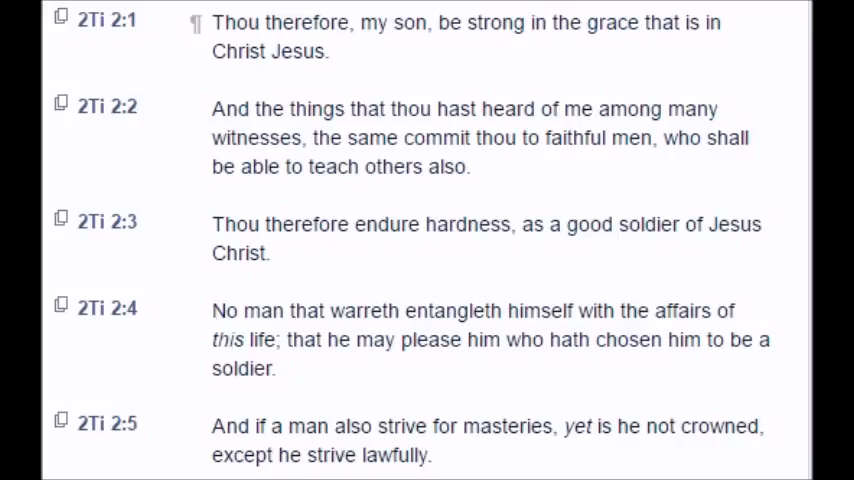 2Ti 2:1 ¶ Thou therefore, my son, be strong in the grace that is in
Christ Jesus.
2Ti 2:2 And the things that thou hast heard of me among many
witnesses, the same commit thou to faithful men, who shall
be able to teach others also.
2Ti 2:3 Thou therefore endure hardness, as a good soldier of Jesus
Christ.
2Ti 2:4 No man that warreth entangleth himself with the affairs of
this life; that he may please him who hath chosen him to be a
soldier.
2Ti 2:5 And if a man also strive for masteries, yet is he not crowned,
except he strive lawfully.